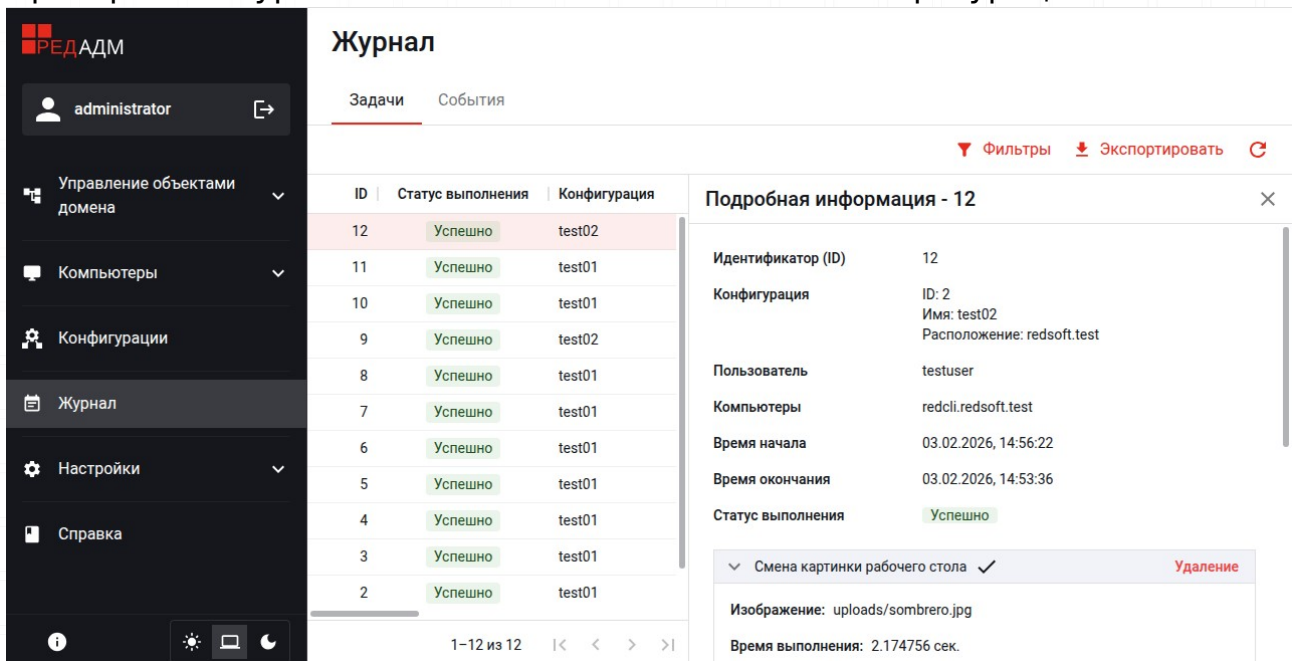 РЕДАДМ
administrator
Управление объектами
домена
Компьютеры
Конфигурации
Журнал
Настройки
Справка
Журнал
Задачи События
Фильтры Экспортировать
ID Статус выполнения Конфигурация
12 Успешно test02
11 Успешно test01
10 Успешно test01
9 Успешно test02
8 Успешно test01
7 Успешно test01
6 Успешно test01
5 Успешно test01
4 Успешно test01
3 Успешно test01
2 Успешно test01
1–12 из 12
Подробная информация - 12
Идентификатор (ID) 12
Конфигурация ID: 2
Имя: test02
Расположение: redsoft.test
Пользователь testuser
Компьютеры redcli.redsoft.test
Время начала 03.02.2026, 14:56:22
Время окончания 03.02.2026, 14:53:36
Статус выполнения Успешно
Смена картинки рабочего стола Удаление
Изображение: uploads/sombrero.jpg
Время выполнения: 2.174756 сек.